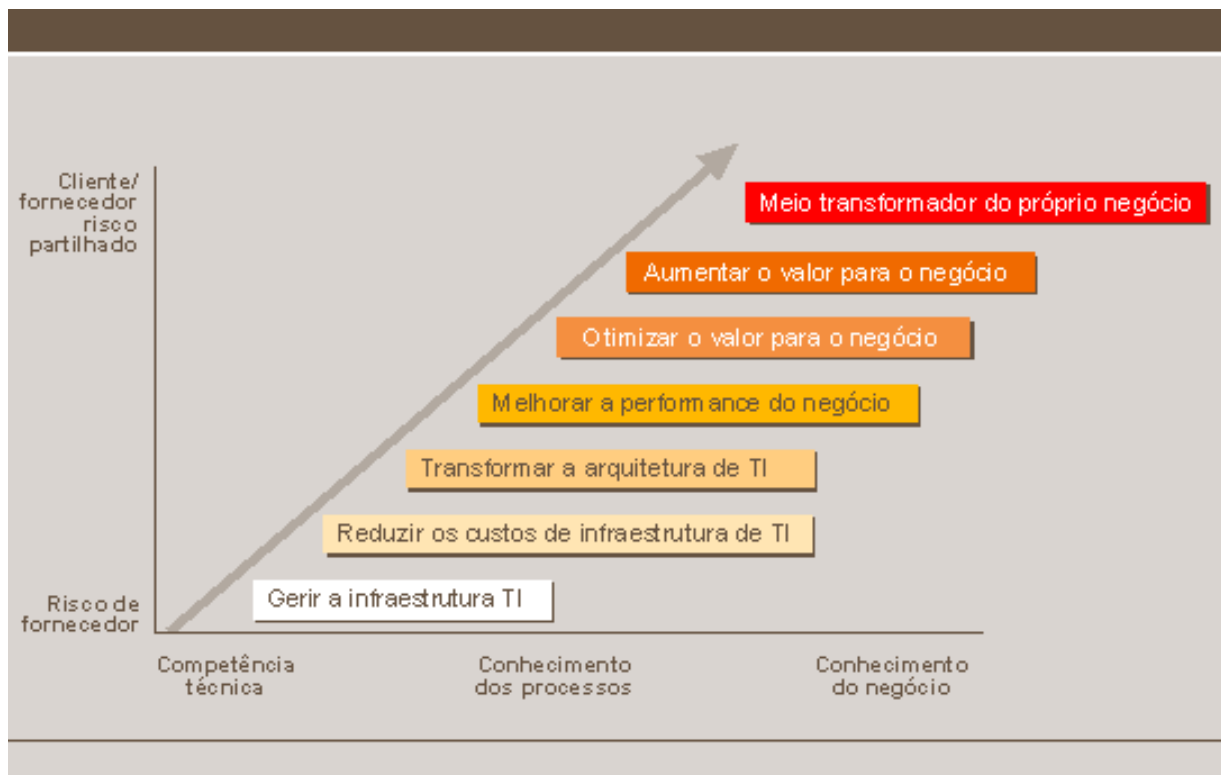 Cliente/
fornecedor
risco
partilhado
Meio transformador do próprio negócio
Aumentar o valor para o negócio
Otimizar o valor para o negócio
Melhorar a performance do negócio
Transformar a arquitetura de TI
Reduzir os custos de infraestrutura de TI
Gerir a infraestrutura TI
Risco de
fornecedor
Competência
técnica
Conhecimento
dos processos
Conhecimento
do negócio